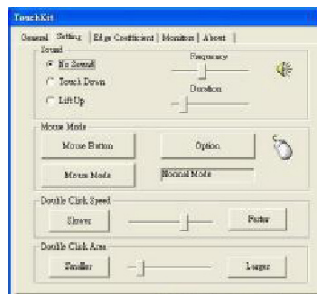 TouchKit
General Setting Edge Coefficient Monitors About
Sound
No Sound
Touch Down
Lift Up
Frequency
Duration
Mouse Mode
Mouse Button
Option
Mouse Mode
Normal Mode
Double Click Speed
Slower
Faster
Double Click Area
Smaller
Larger